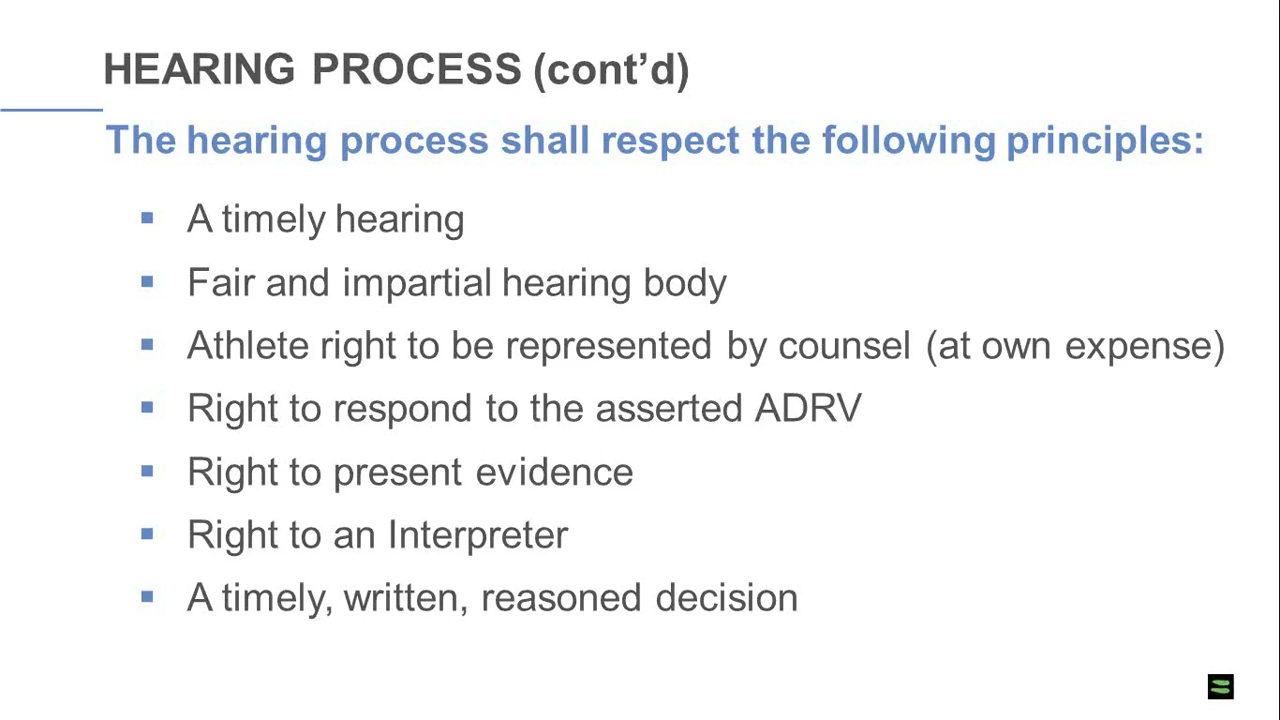 HEARING PROCESS (cont’d)
The hearing process shall respect the following principles:
▪ A timely hearing
▪ Fair and impartial hearing body
▪ Athlete right to be represented by counsel (at own expense)
▪ Right to respond to the asserted ADRV
▪ Right to present evidence
▪ Right to an Interpreter
▪ A timely, written, reasoned decision